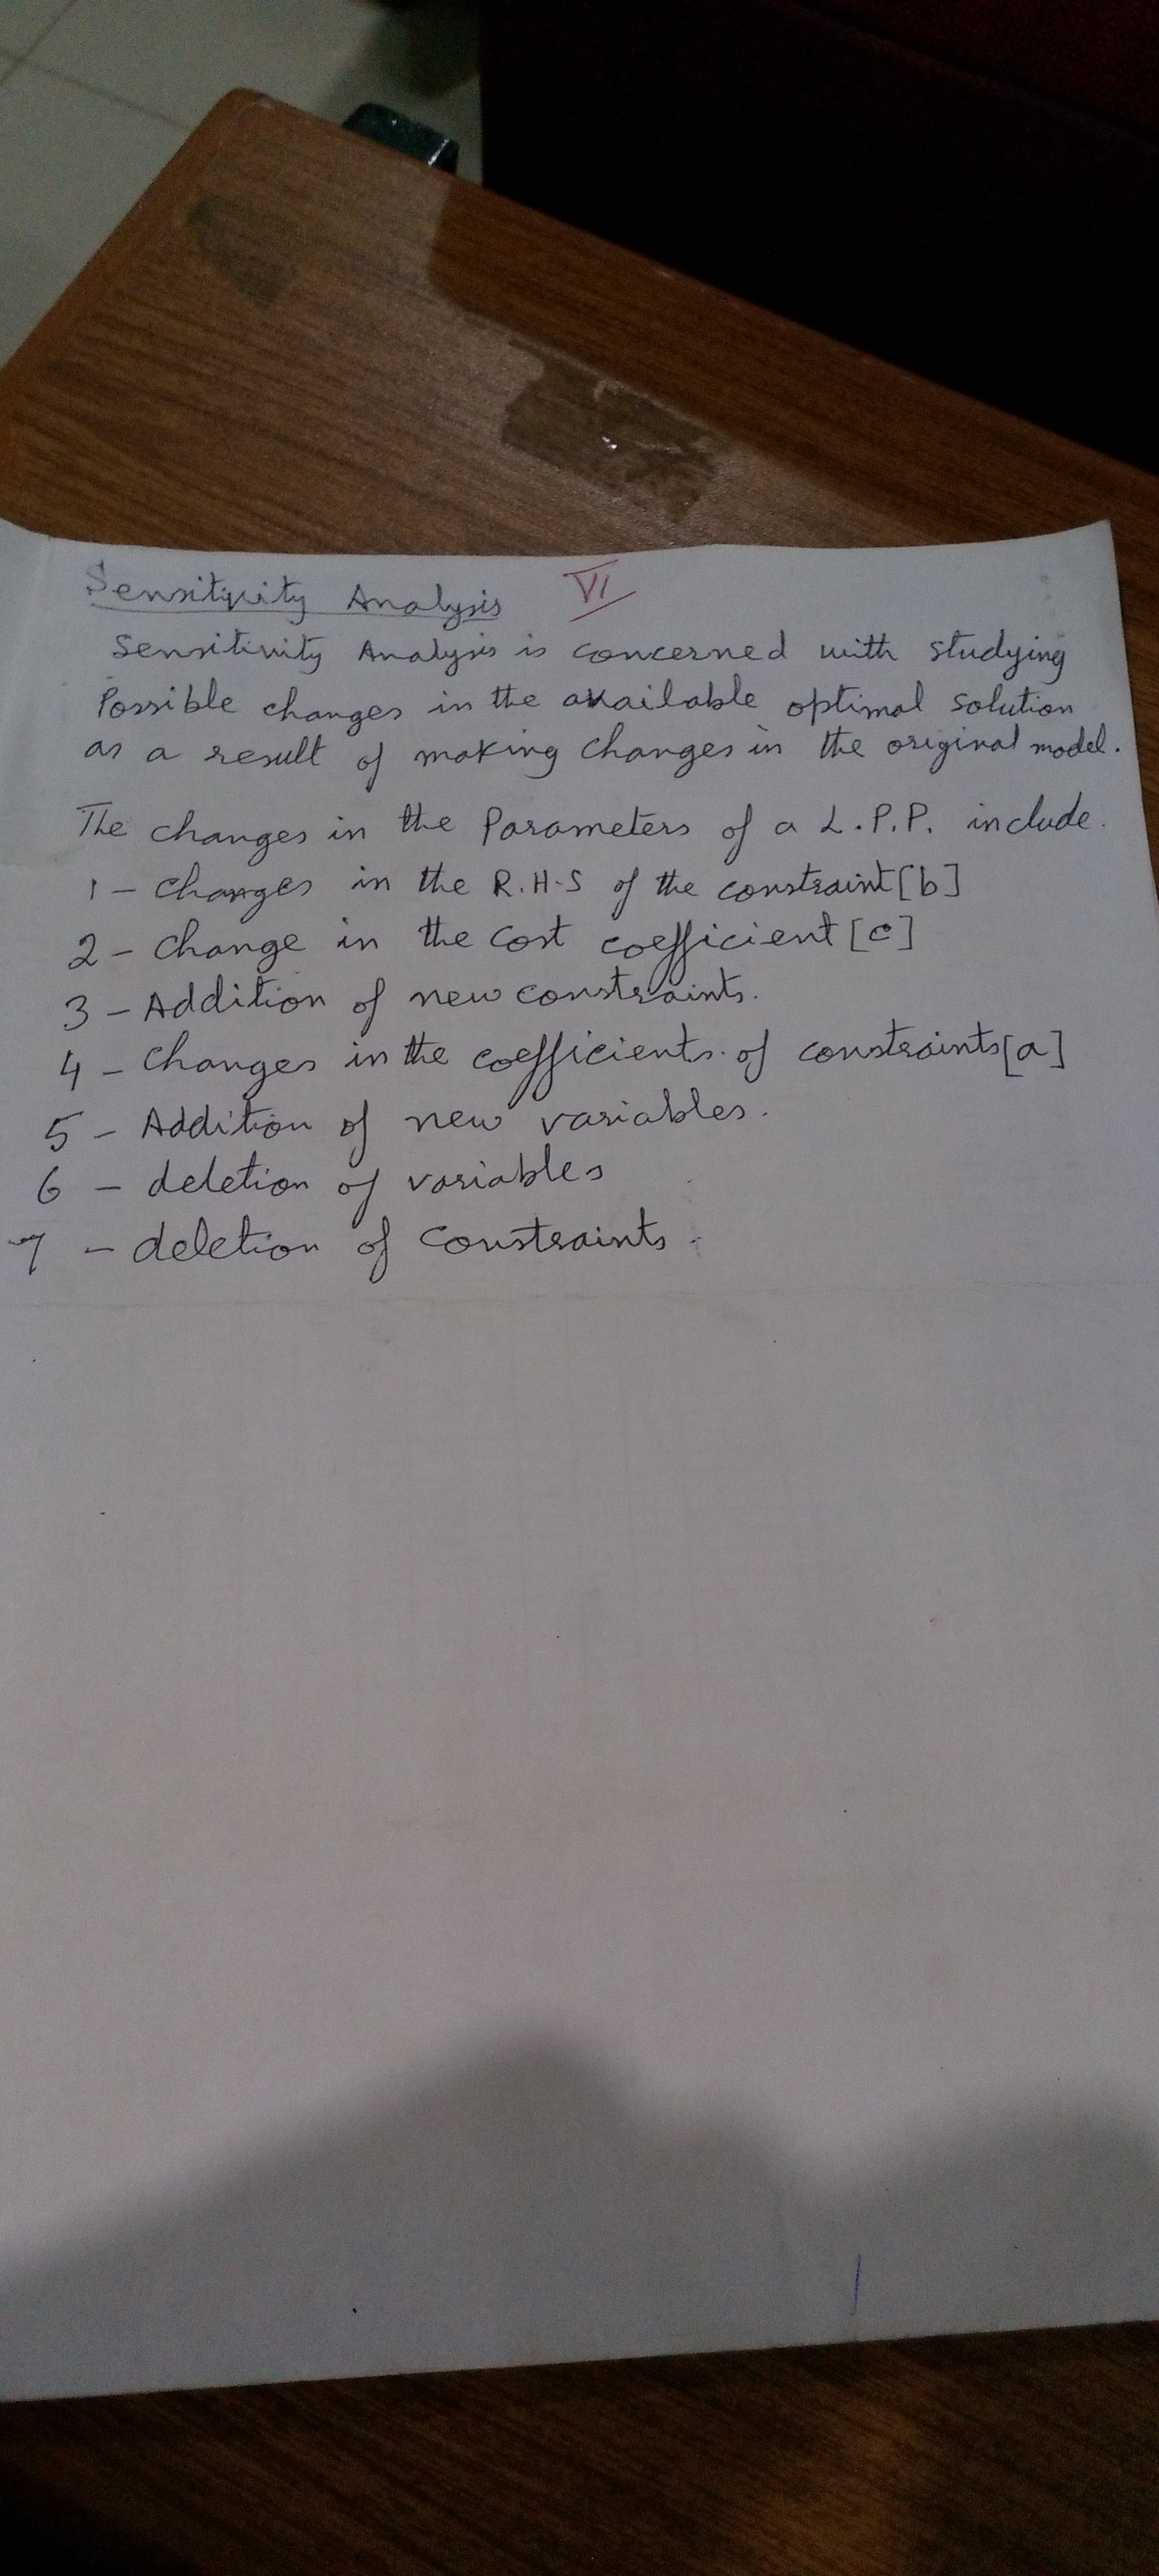 Sensitivity Analysis VI
Sensitivity Analysis is concerned with studying
Possible changes in the available optimal solution
as a result of making changes in the original model.
The changes in the Parameters of a L.P.P. include.
1 - changes in the R.H.S of the constraint [b]
2 - change in the cost coefficient [c]
3 - Addition of new constraints.
4 - changes in the coefficients. of constraints [a]
5 - Addition of new variables.
6 - deletion of variables
7 - deletion of constraints.